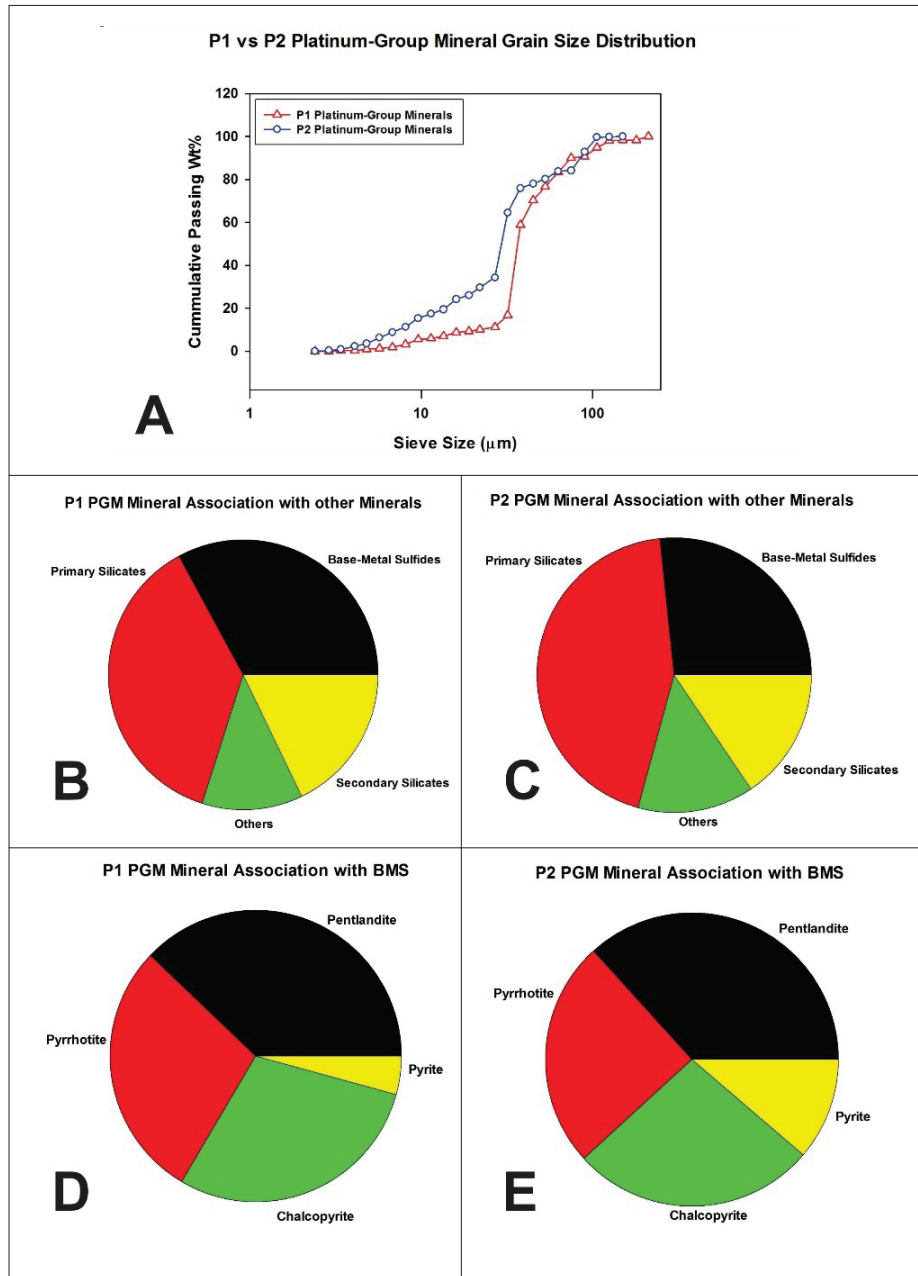 P1 vs P2 Platinum-Group Mineral Grain Size Distribution
120
100
80
60
40
20
0
Cummulative Passing Wt%
P1 Platinum-Group Minerals
P2 Platinum-Group Minerals
1
10
100
Sieve Size (μm)
A
P1 PGM Mineral Association with other Minerals
Primary Silicates
Base-Metal Sulfides
Secondary Silicates
Others
B
P2 PGM Mineral Association with other Minerals
Primary Silicates
Base-Metal Sulfides
Secondary Silicates
Others
C
P1 PGM Mineral Association with BMS
Pentlandite
Pyrrhotite
Pyrite
Chalcopyrite
D
P2 PGM Mineral Association with BMS
Pentlandite
Pyrrhotite
Pyrite
Chalcopyrite
E